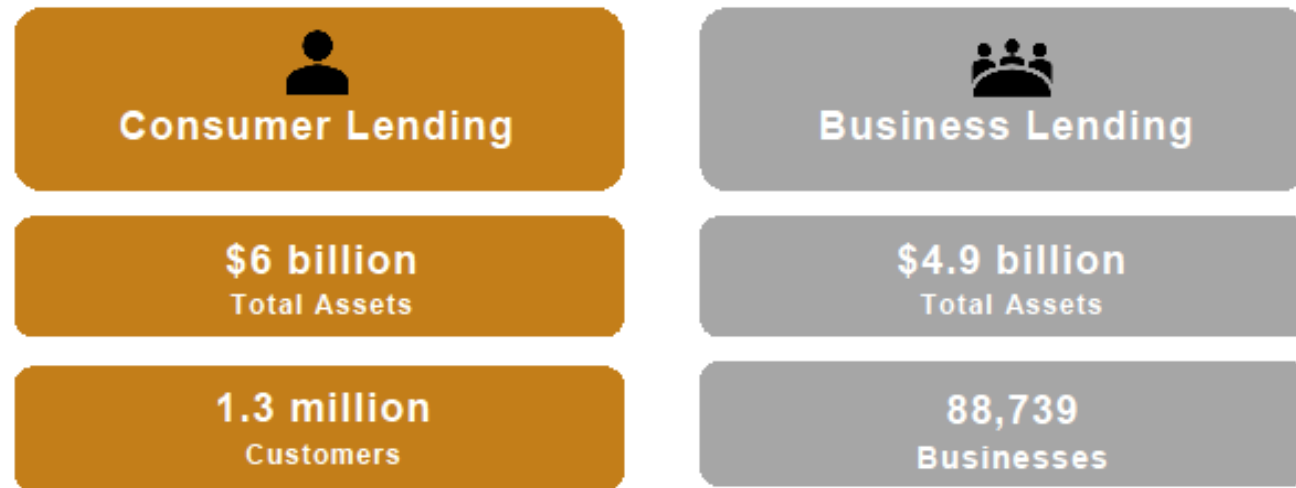 Consumer Lending
$6 billion
Total Assets
1.3 million
Customers
Business Lending
$4.9 billion
Total Assets
88,739
Businesses